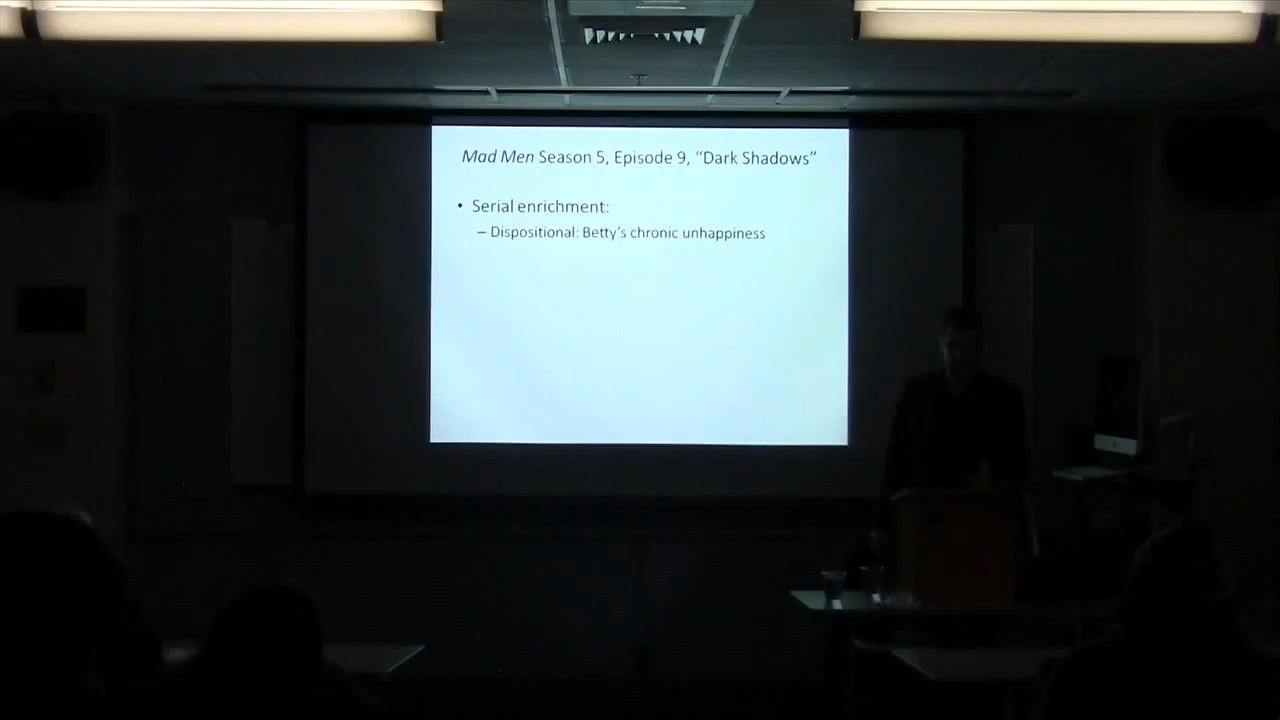 Mad Men Season 5, Episode 9, “Dark Shadows”
• Serial enrichment:
– Dispositional: Betty’s chronic unhappiness